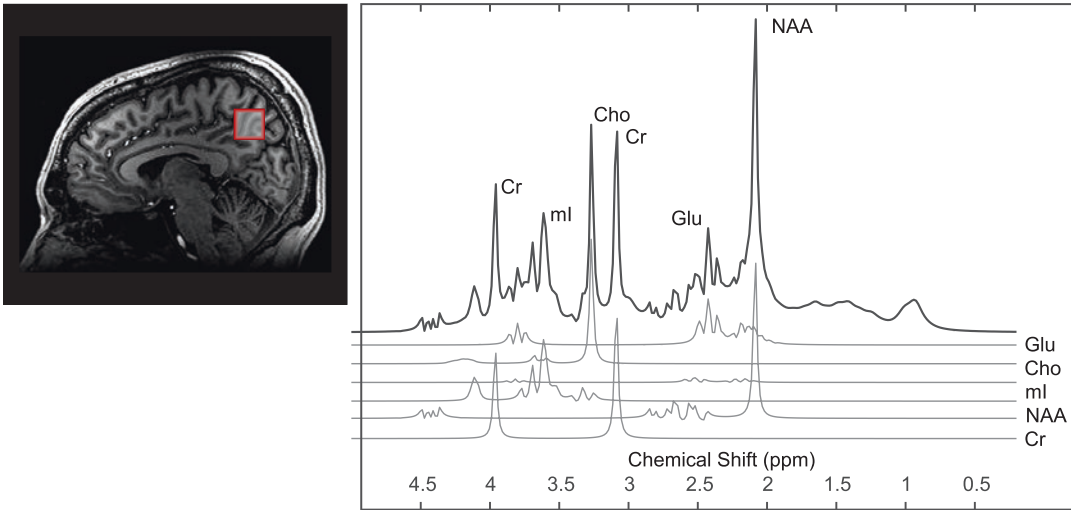 NAA
Cho
Cr
Cr
mI
Glu
Glu
Cho
mI
NAA
Cr
Chemical Shift (ppm)
4.5 4 3.5 3 2.5 2 1.5 1 0.5